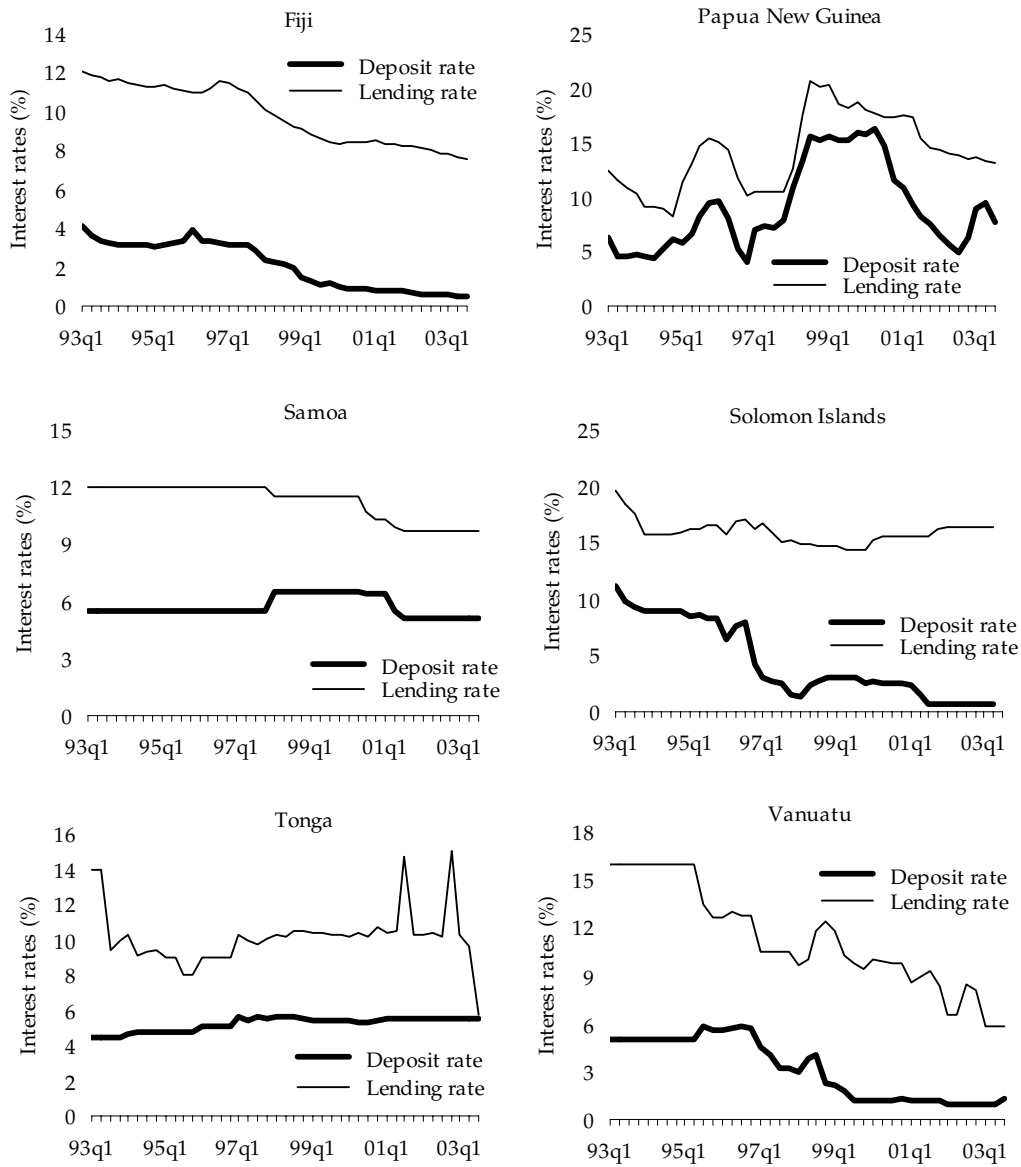 Fiji
14
12
10
8
6
4
2
0
Interest rates (%)
Deposit rate
Lending rate
93q1 95q1 97q1 99q1 01q1 03q1
Papua New Guinea
25
20
15
10
5
0
Interest rates (%)
Deposit rate
Lending rate
93q1 95q1 97q1 99q1 01q1 03q1
Samoa
15
12
9
6
3
0
Interest rates (%)
Deposit rate
Lending rate
93q1 95q1 97q1 99q1 01q1 03q1
Solomon Islands
25
20
15
10
5
0
Interest rates (%)
Deposit rate
Lending rate
93q1 95q1 97q1 99q1 01q1 03q1
Tonga
16
14
12
10
8
6
4
2
0
Interest rates (%)
Deposit rate
Lending rate
93q1 95q1 97q1 99q1 01q1 03q1
Vanuatu
18
15
12
9
6
3
0
Interest rates (%)
Deposit rate
Lending rate
93q1 95q1 97q1 99q1 01q1 03q1